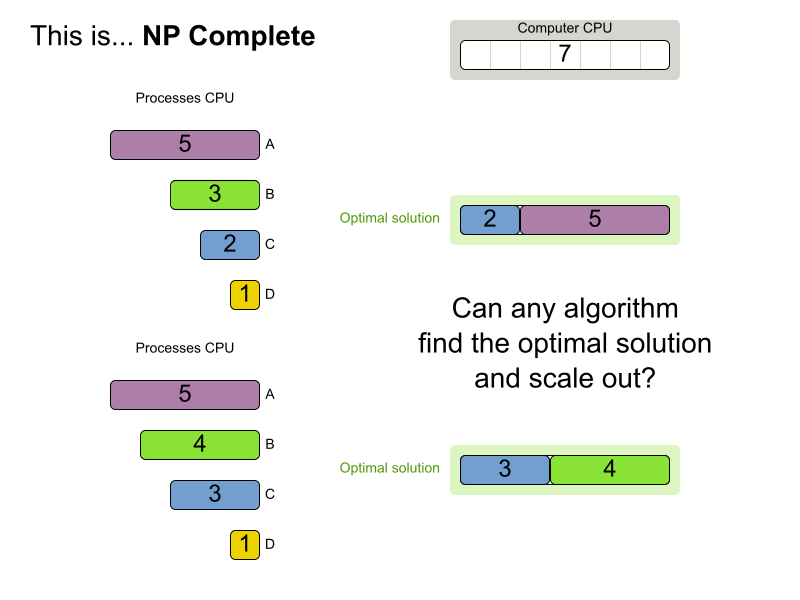 This is... NP Complete
Computer CPU
7
Processes CPU
5 A
3 B
2 C
1 D
Optimal solution
2 5
Can any algorithm
find the optimal solution
and scale out?
Processes CPU
5 A
4 B
3 C
1 D
Optimal solution
3 4